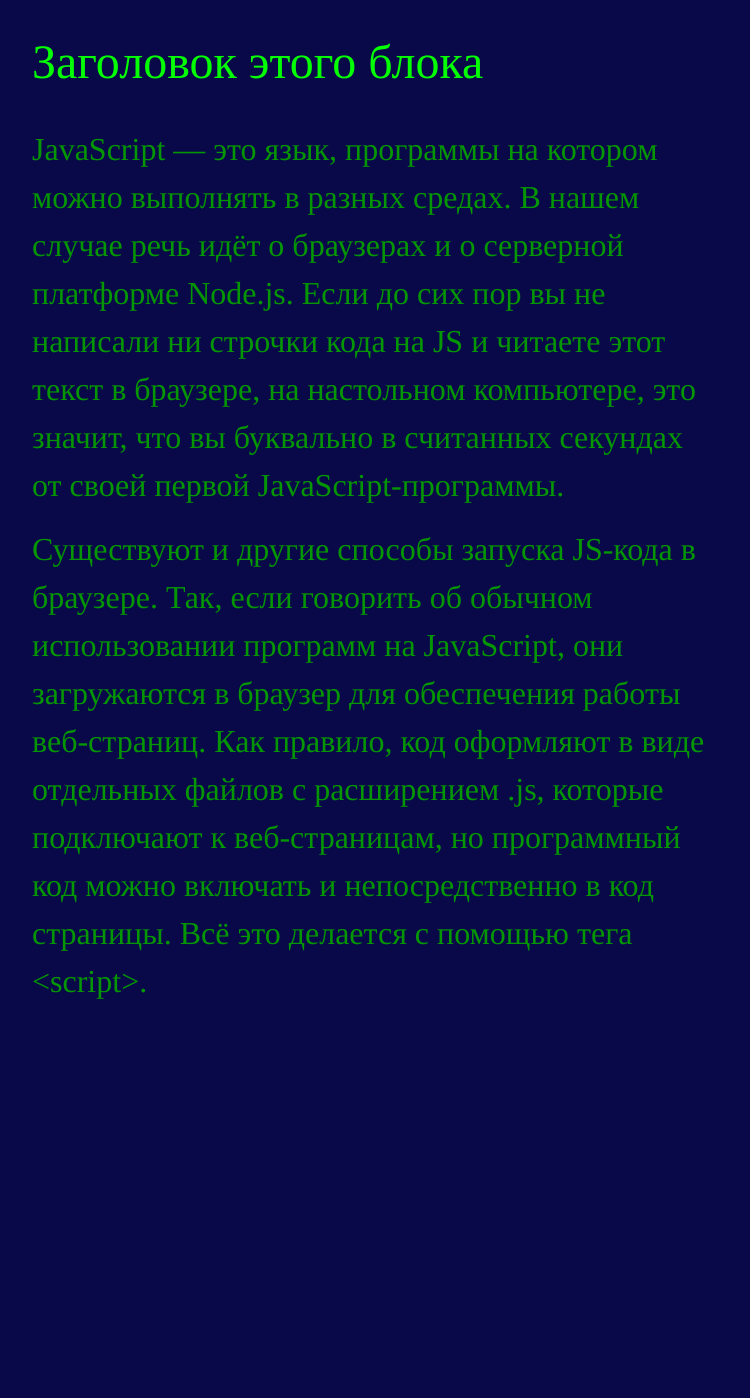 Заголовок этого блока
JavaScript — это язык, программы на котором
можно выполнять в разных средах. В нашем
случае речь идёт о браузерах и о серверной
платформе Node.js. Если до сих пор вы не
написали ни строчки кода на JS и читаете этот
текст в браузере, на настольном компьютере, это
значит, что вы буквально в считанных секундах
от своей первой JavaScript-программы.
Существуют и другие способы запуска JS-кода в
браузере. Так, если говорить об обычном
использовании программ на JavaScript, они
загружаются в браузер для обеспечения работы
веб-страниц. Как правило, код оформляют в виде
отдельных файлов с расширением .js, которые
подключают к веб-страницам, но программный
код можно включать и непосредственно в код
страницы. Всё это делается с помощью тега
<script>.